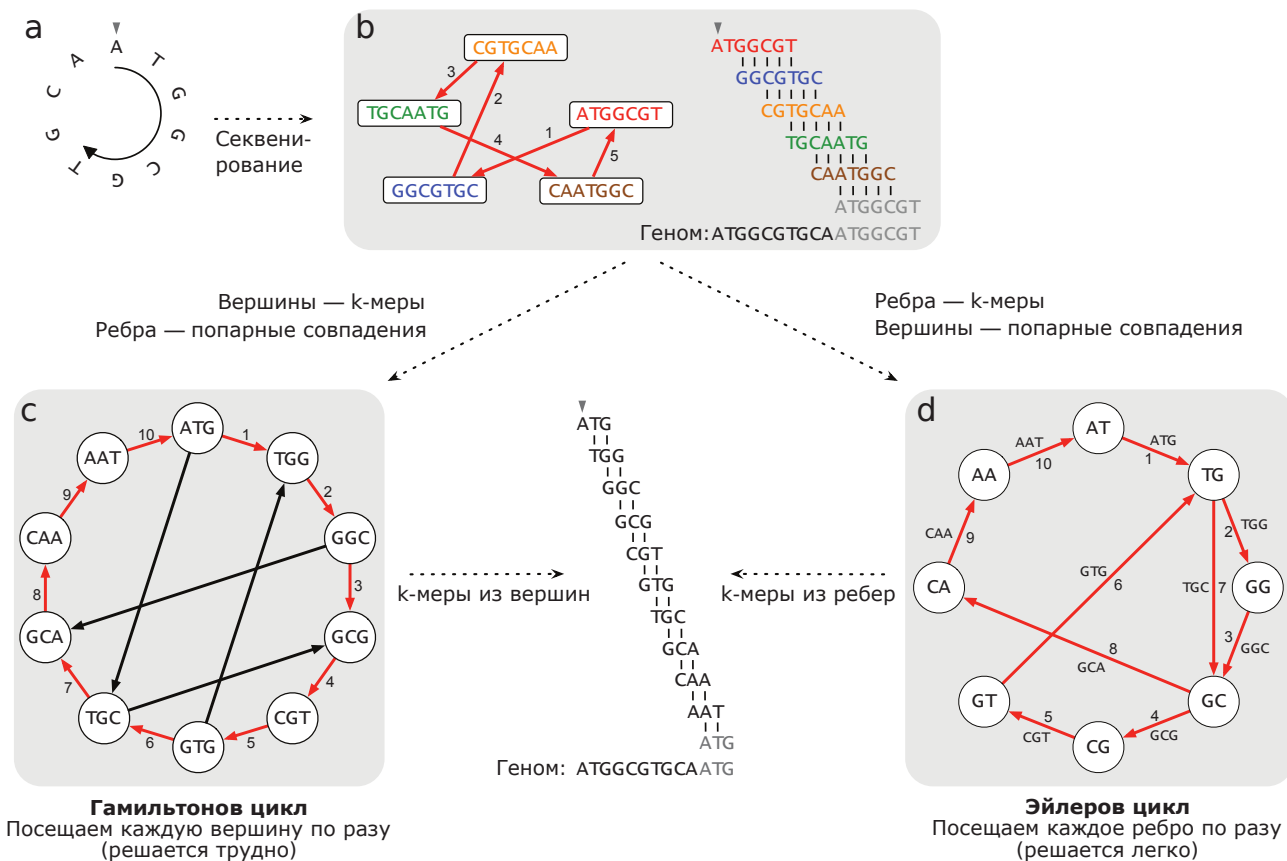 a
A
T
G
G
C
G
T
G
C
A
Секвени-
рование
b
CGTGCAA
TGCAATG
ATGGCGT
GGCGTGC
CAATGGC
1
2
3
4
5
ATGGCGT
GGCGTGC
CGTGCAA
TGCAATG
CAATGGC
ATGGCGT
Геном:ATGGCGTGCAATGGCGT
Вершины — k-меры
Ребра — попарные совпадения
Ребра — k-меры
Вершины — попарные совпадения
c
ATG
1
TGG
2
GGC
3
GCG
4
CGT
5
GTG
6
TGC
7
GCA
8
CAA
9
AAT
10
Гамильтонов цикл
Посещаем каждую вершину по разу
(решается трудно)
k-меры из вершин
ATG
TGG
GGC
GCG
CGT
GTG
TGC
GCA
CAA
AAT
ATG
Геном: ATGGCGTGCAATG
k-меры из ребер
d
AT
ATG
1
TG
TGG
2
GG
3
GGC
GC
4
GCG
CG
5
CGT
GT
GTG
6
TGC
7
8
GCA
CA
CAA
9
AA
AAT
10
Эйлеров цикл
Посещаем каждое ребро по разу
(решается легко)